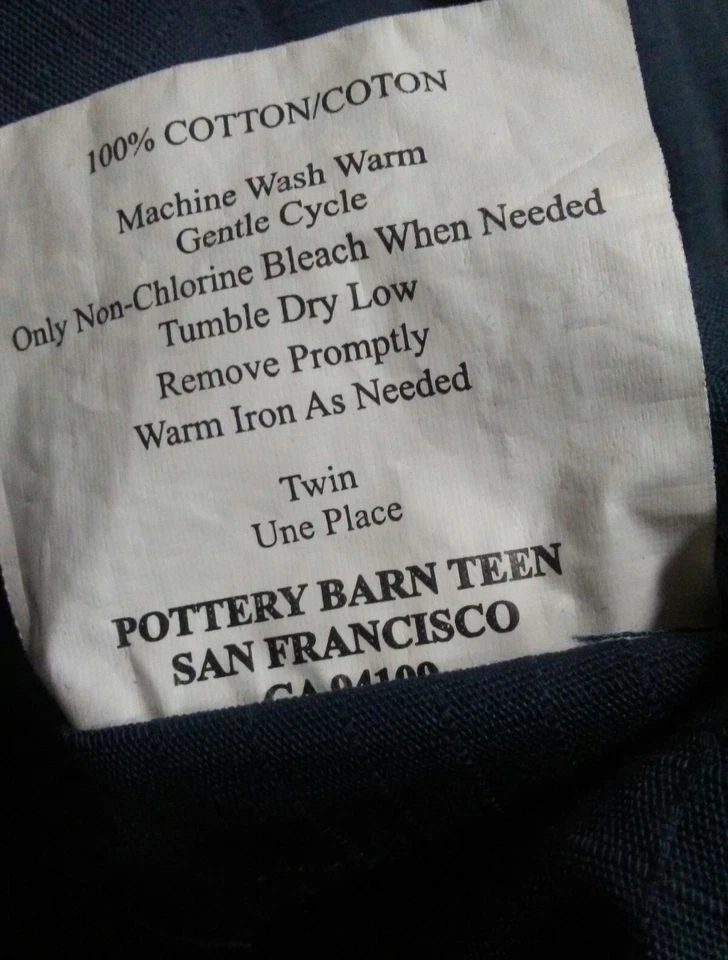 100% COTTON/COTON
Machine Wash Warm
Gentle Cycle
Only Non-Chlorine Bleach When Needed
Tumble Dry Low
Remove Promptly
Warm Iron As Needed
Twin
Une Place
POTTERY BARN TEEN
SAN FRANCISCO
CA